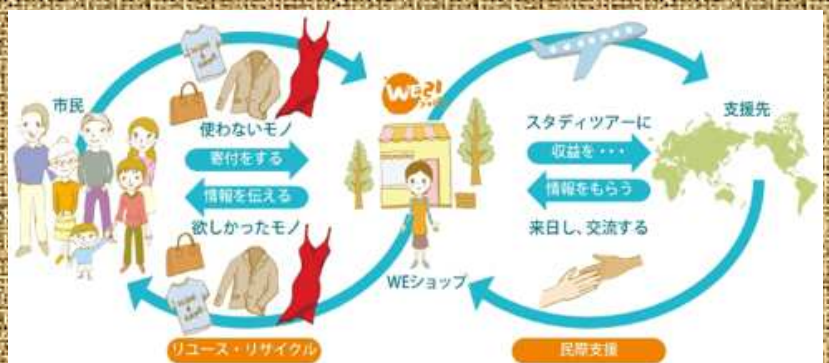 市民
使わないモノ
寄付をする
情報を伝える
欲しかったモノ
リユース・リサイクル
WE21
WEショップ
スタディツアーに
収益を・・・
情報をもらう
来日し、交流する
支援先
民際支援